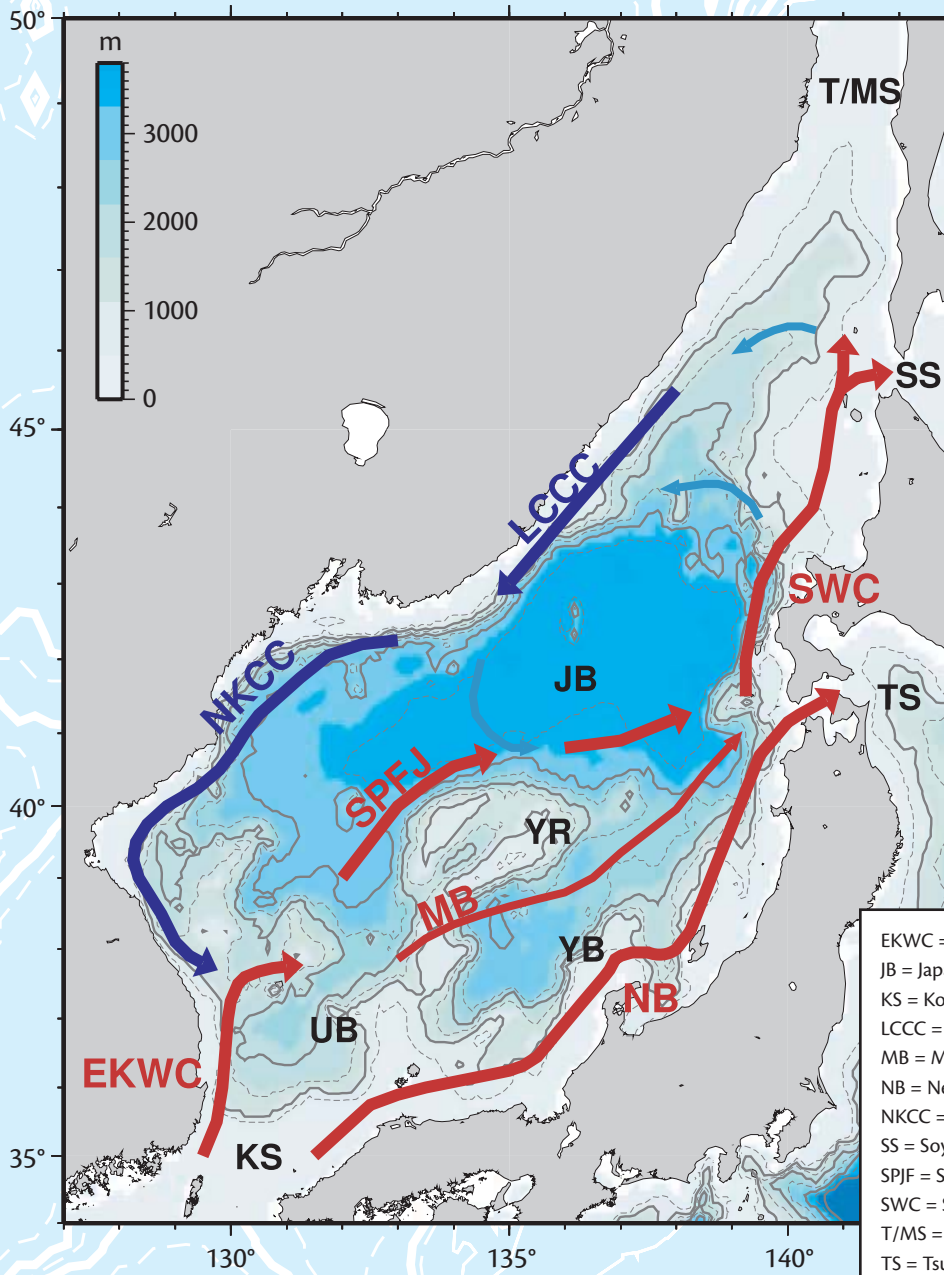 50°
m
T/MS
3000
2000
1000
0
SS
45°
LCCC
SWC
NKCC
JB
TS
SPFJ
40°
YR
MB
YB
NB
UB
EKWC
35°
KS
130°
135°
140°
EKWC =
JB = Jap
KS = Ko
LCCC =
MB = M
NB = Ne
NKCC =
SS = Soy
SPJF = S
SWC = S
T/MS =
TS = Tsu